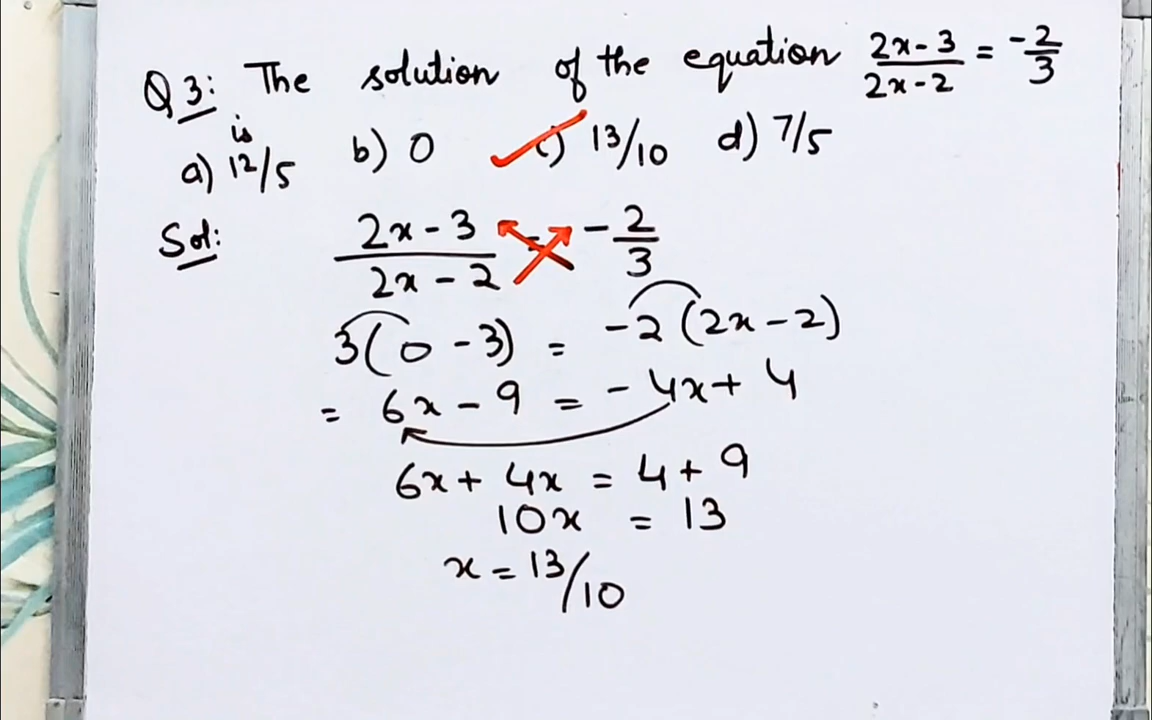 Q3: The solution of the equation (2x-3)/(2x-2) = -2/3
is
a) 12/5 b) 0 c) 13/10 d) 7/5
Sol: (2x-3)/(2x-2) = -2/3
3(0-3) = -2(2x-2)
= 6x-9 = -4x+4
6x+4x = 4+9
10x = 13
x = 13/10